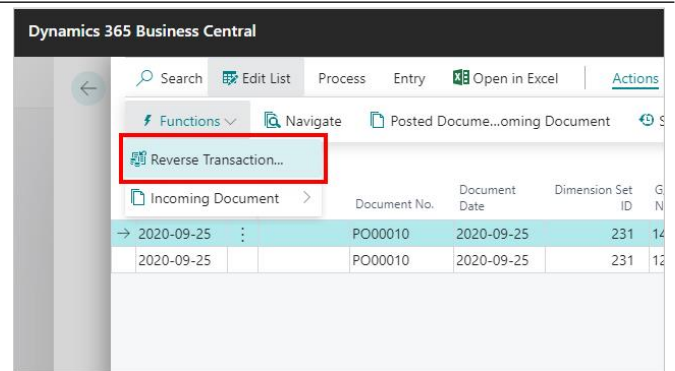 Dynamics 365 Business Central
Search Edit List Process Entry Open in Excel Actions
Functions Navigate Posted Docume...oming Document S
Reverse Transaction...
Incoming Document
Document No. Document Date Dimension Set ID G N
2020-09-25 PO00010 2020-09-25 231 14
2020-09-25 PO00010 2020-09-25 231 12